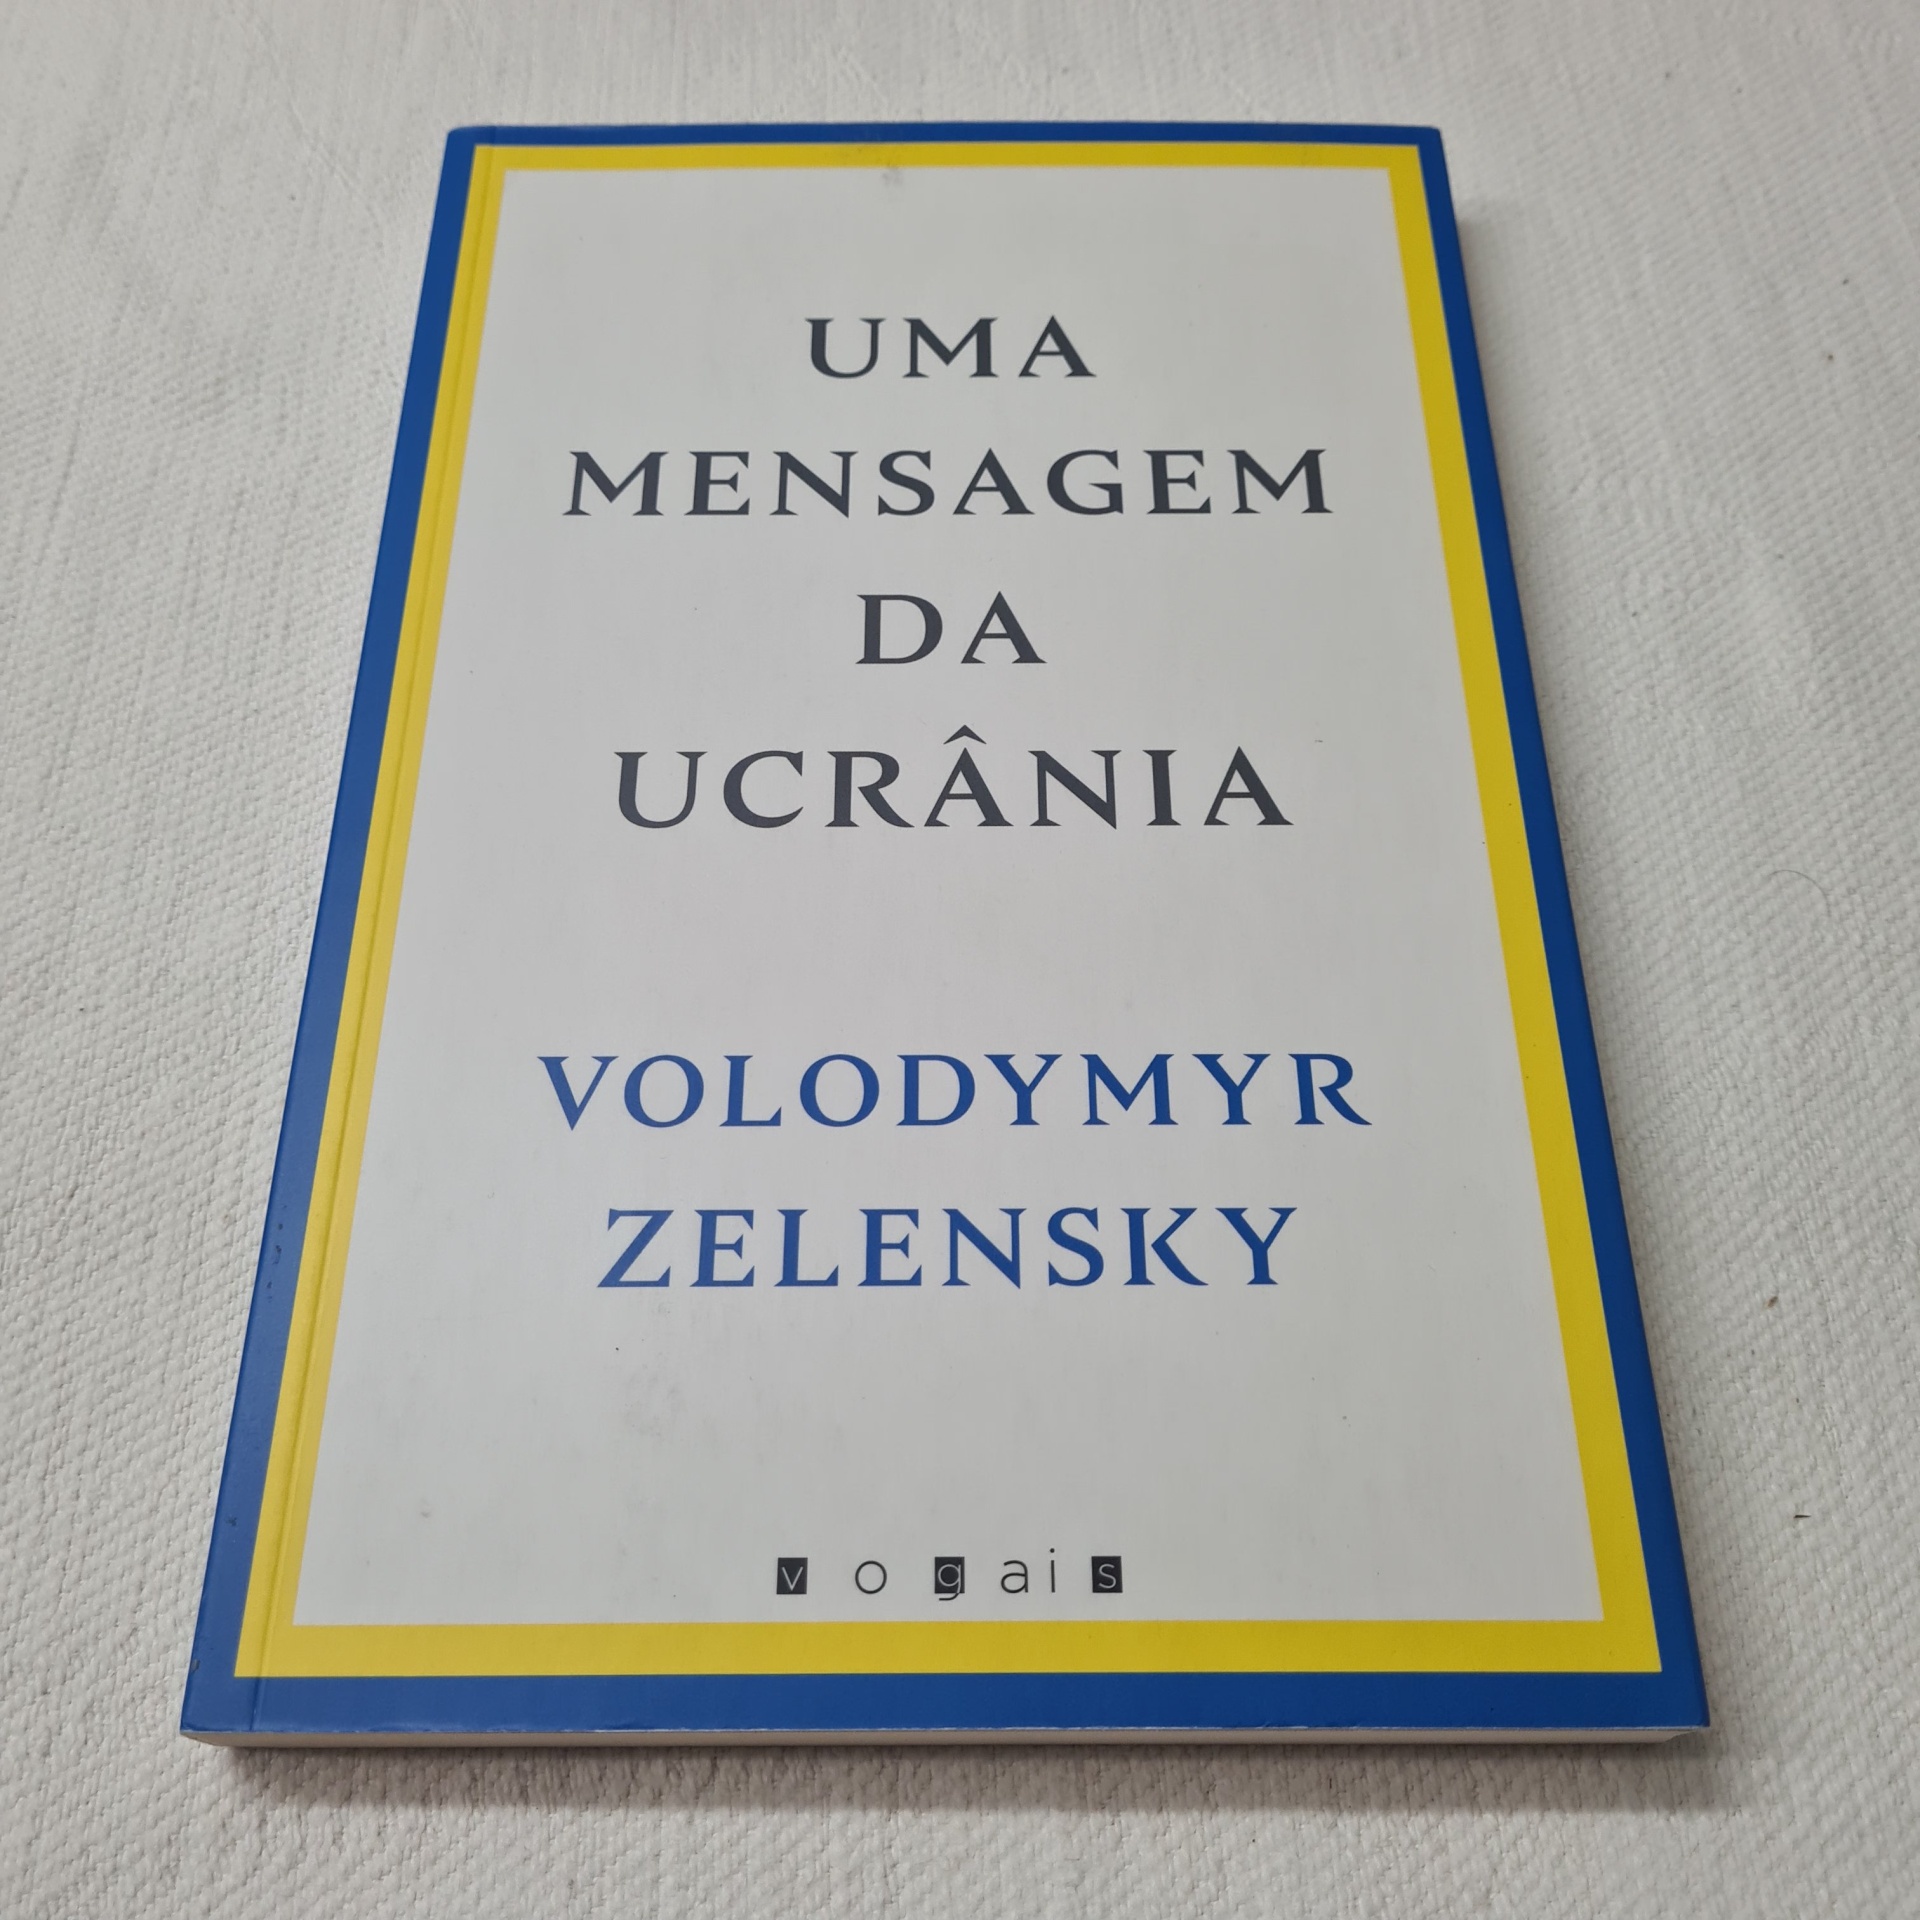 UMA
MENSAGEM
DA
UCRÂNIA
VOLODYMYR
ZELENSKY
vogais